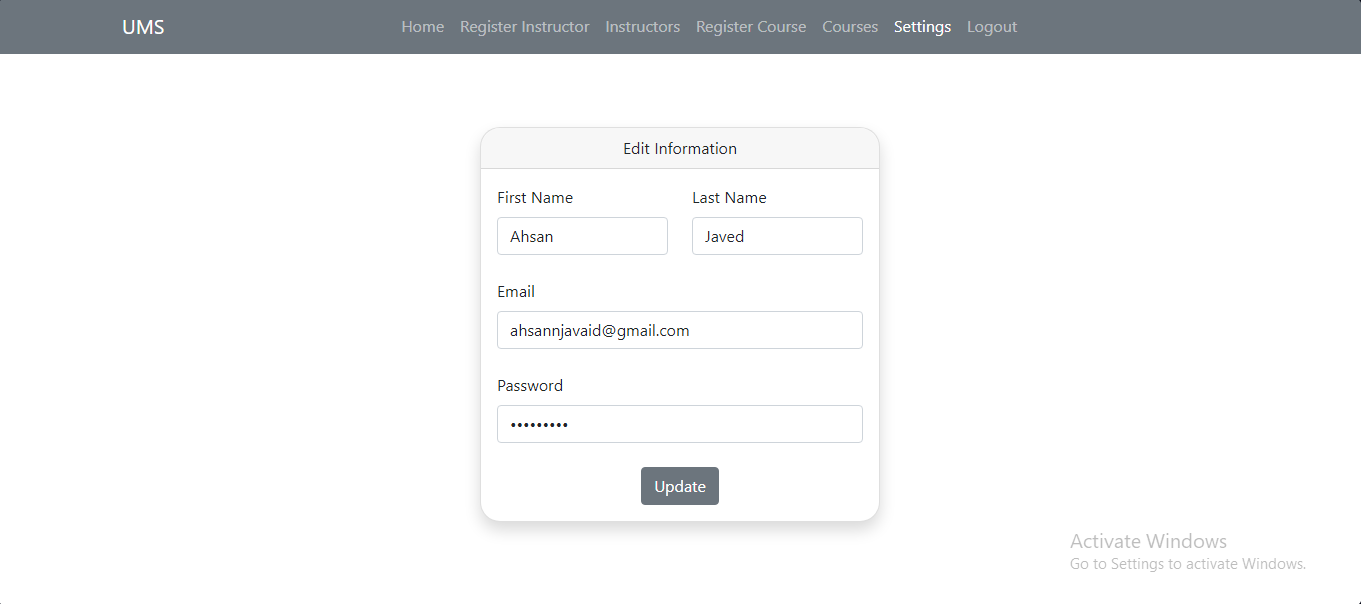 UMS Home Register Instructor Instructors Register Course Courses Settings Logout
Edit Information
First Name Last Name
Ahsan Javed
Email
ahsannjavaid@gmail.com
Password
•••••••••
Update
Activate Windows
Go to Settings to activate Windows.